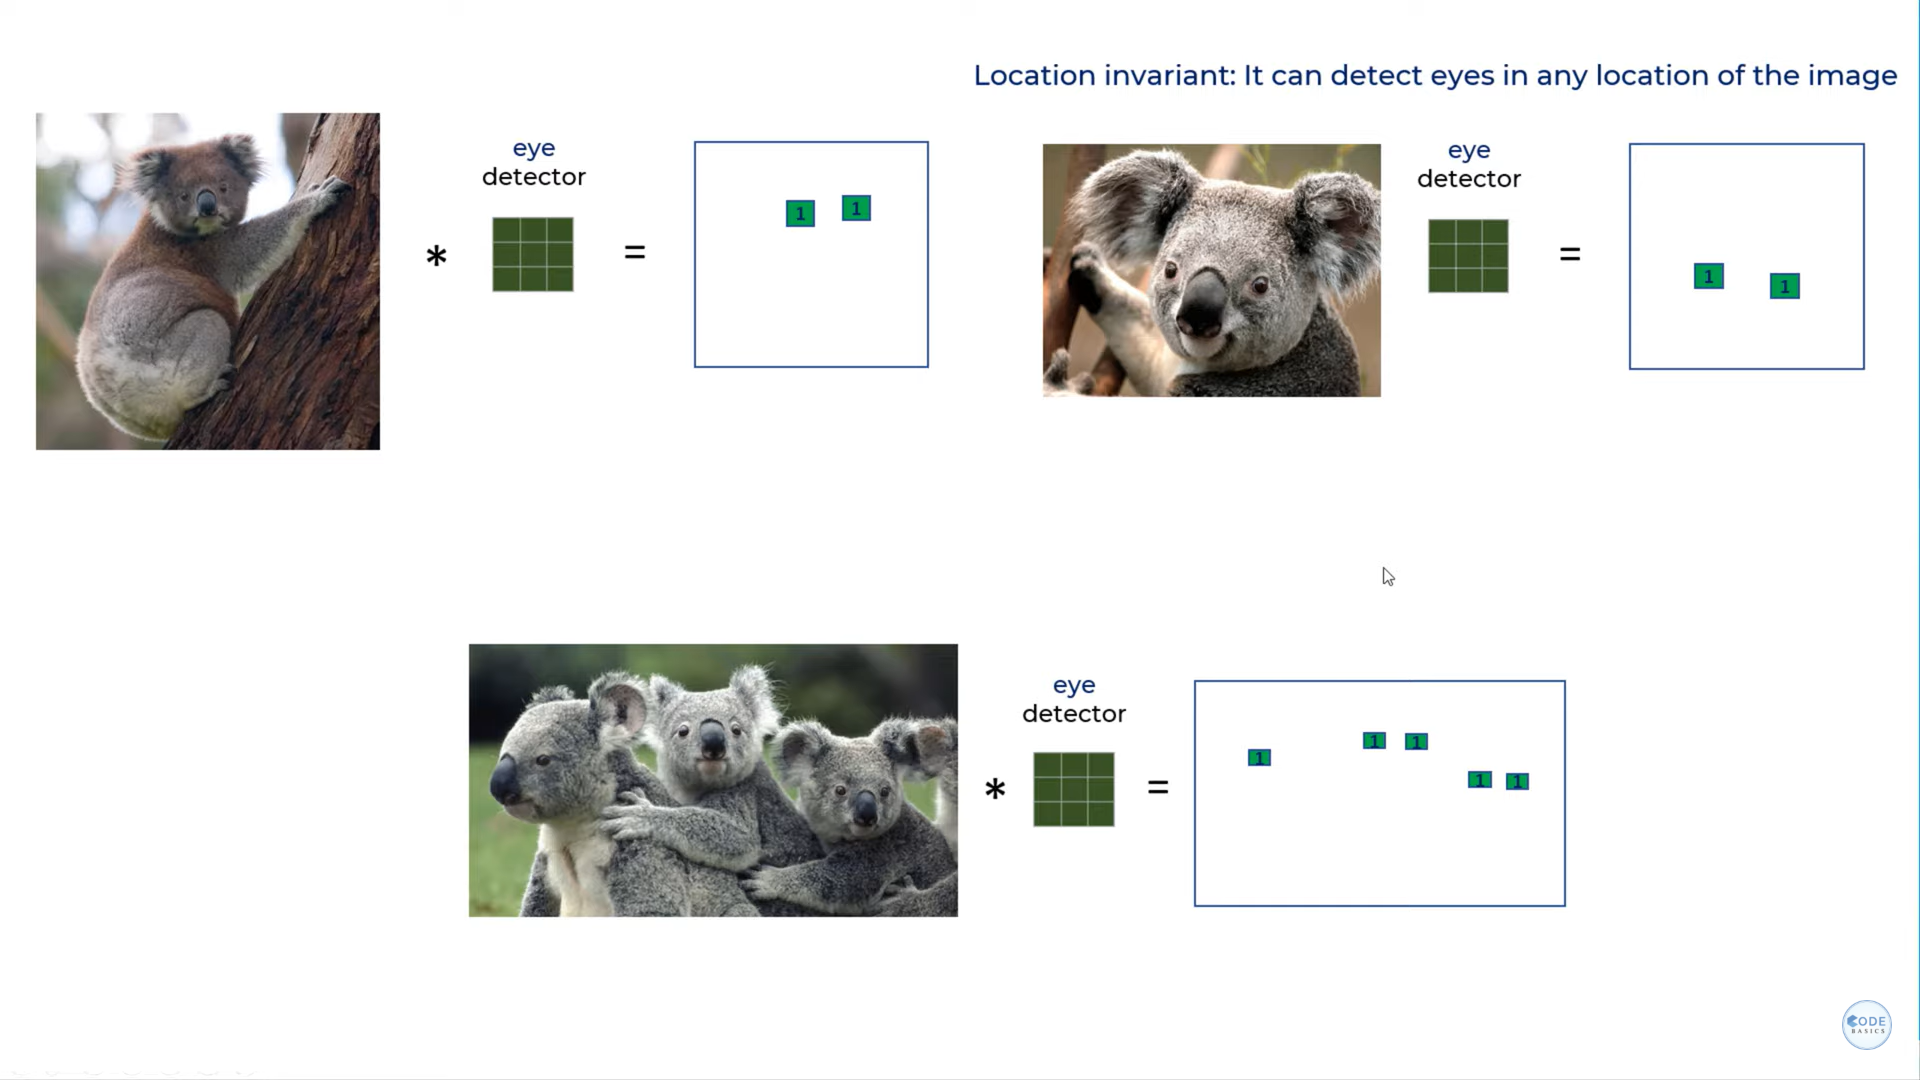 Location invariant: It can detect eyes in any location of the image
eye
detector
*
=
1
1
eye
detector
=
1
1
eye
detector
*
=
1
1
1
1
1
CODE
BASICS